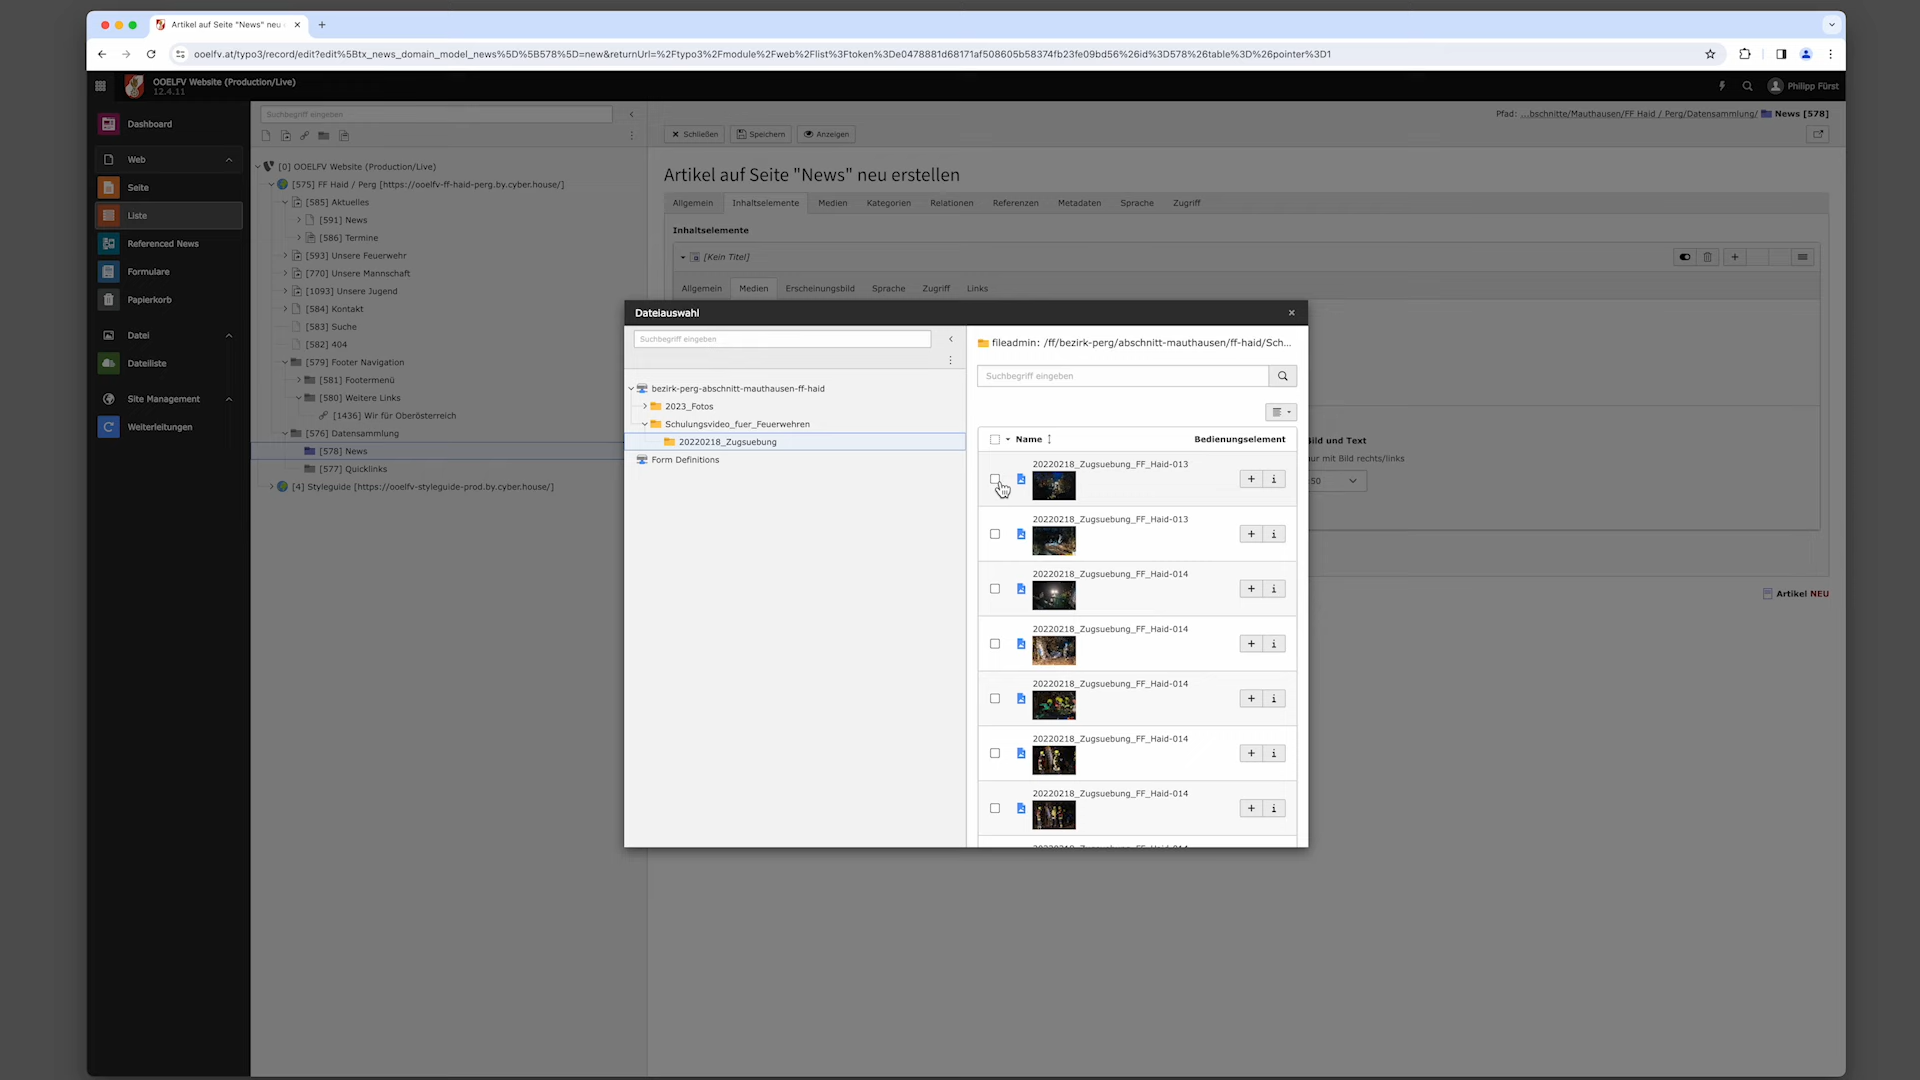 Artikel auf Seite "News" neu
ooelfv.at/typo3/record/edit?edit%5Btx_news_domain_model_news%5D%5B578%5D=new&returnUrl=%2Ftypo3%2Fmodule%2Fweb%2Flist%3Ftoken%3De0478881d68171af508605b58374fb23fe09bd56%26id%3D578%26table%3D%26pointer%3D1
OOELFV Website (Production/Live)
12.4.11
Philipp Fürst
Dashboard
Web
Seite
Liste
Referenced News
Formulare
Papierkorb
Datei
Dateiliste
Site Management
Weiterleitungen
Suchbegriff eingeben
[0] OOELFV Website (Production/Live)
[575] FF Haid / Perg [https://ooelfv-ff-haid-perg.by.cyber.house/]
[585] Aktuelles
[591] News
[586] Termine
[593] Unsere Feuerwehr
[770] Unsere Mannschaft
[1093] Unsere Jugend
[584] Kontakt
[583] Suche
[582] 404
[579] Footer Navigation
[581] Footermenü
[580] Weitere Links
[1436] Wir für Oberösterreich
[576] Datensammlung
[578] News
[577] Quicklinks
[4] Styleguide [https://ooelfv-styleguide-prod.by.cyber.house/]
Pfad: ...bschnitte/Mauthausen/FF Haid / Perg/Datensammlung/ News [578]
Schließen Speichern Anzeigen
Artikel auf Seite "News" neu erstellen
Allgemein Inhaltselemente Medien Kategorien Relationen Referenzen Metadaten Sprache Zugriff
Inhaltselemente
[Kein Titel]
Allgemein Medien Erscheinungsbild Sprache Zugriff Links
Bild und Text
ur mit Bild rechts/links
50
Artikel NEU
Dateiauswahl
Suchbegriff eingeben
bezirk-perg-abschnitt-mauthausen-ff-haid
2023_Fotos
Schulungsvideo_fuer_Feuerwehren
20220218_Zugsuebung
Form Definitions
fileadmin: /ff/bezirk-perg/abschnitt-mauthausen/ff-haid/Sch...
Suchbegriff eingeben
Name Bedienungselement
20220218_Zugsuebung_FF_Haid-013
20220218_Zugsuebung_FF_Haid-013
20220218_Zugsuebung_FF_Haid-014
20220218_Zugsuebung_FF_Haid-014
20220218_Zugsuebung_FF_Haid-014
20220218_Zugsuebung_FF_Haid-014
20220218_Zugsuebung_FF_Haid-014